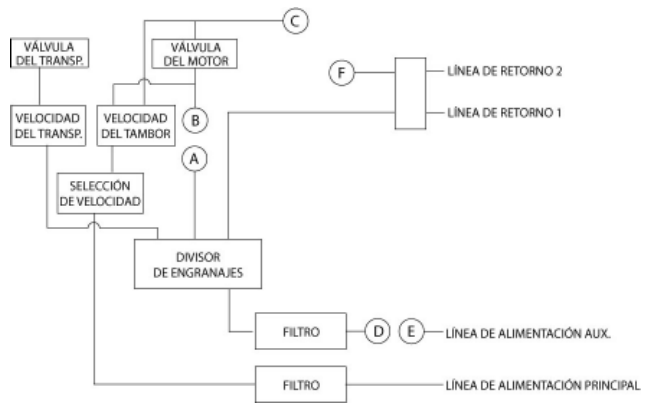 C
VÁLVULA
DEL TRANSP.
VÁLVULA
DEL MOTOR
F
LÍNEA DE RETORNO 2
VELOCIDAD
DEL TRANSP.
VELOCIDAD
DEL TAMBOR
B
LÍNEA DE RETORNO 1
A
SELECCIÓN
DE VELOCIDAD
DIVISOR
DE ENGRANAJES
FILTRO
D
E
LÍNEA DE ALIMENTACIÓN AUX.
FILTRO
LÍNEA DE ALIMENTACIÓN PRINCIPAL